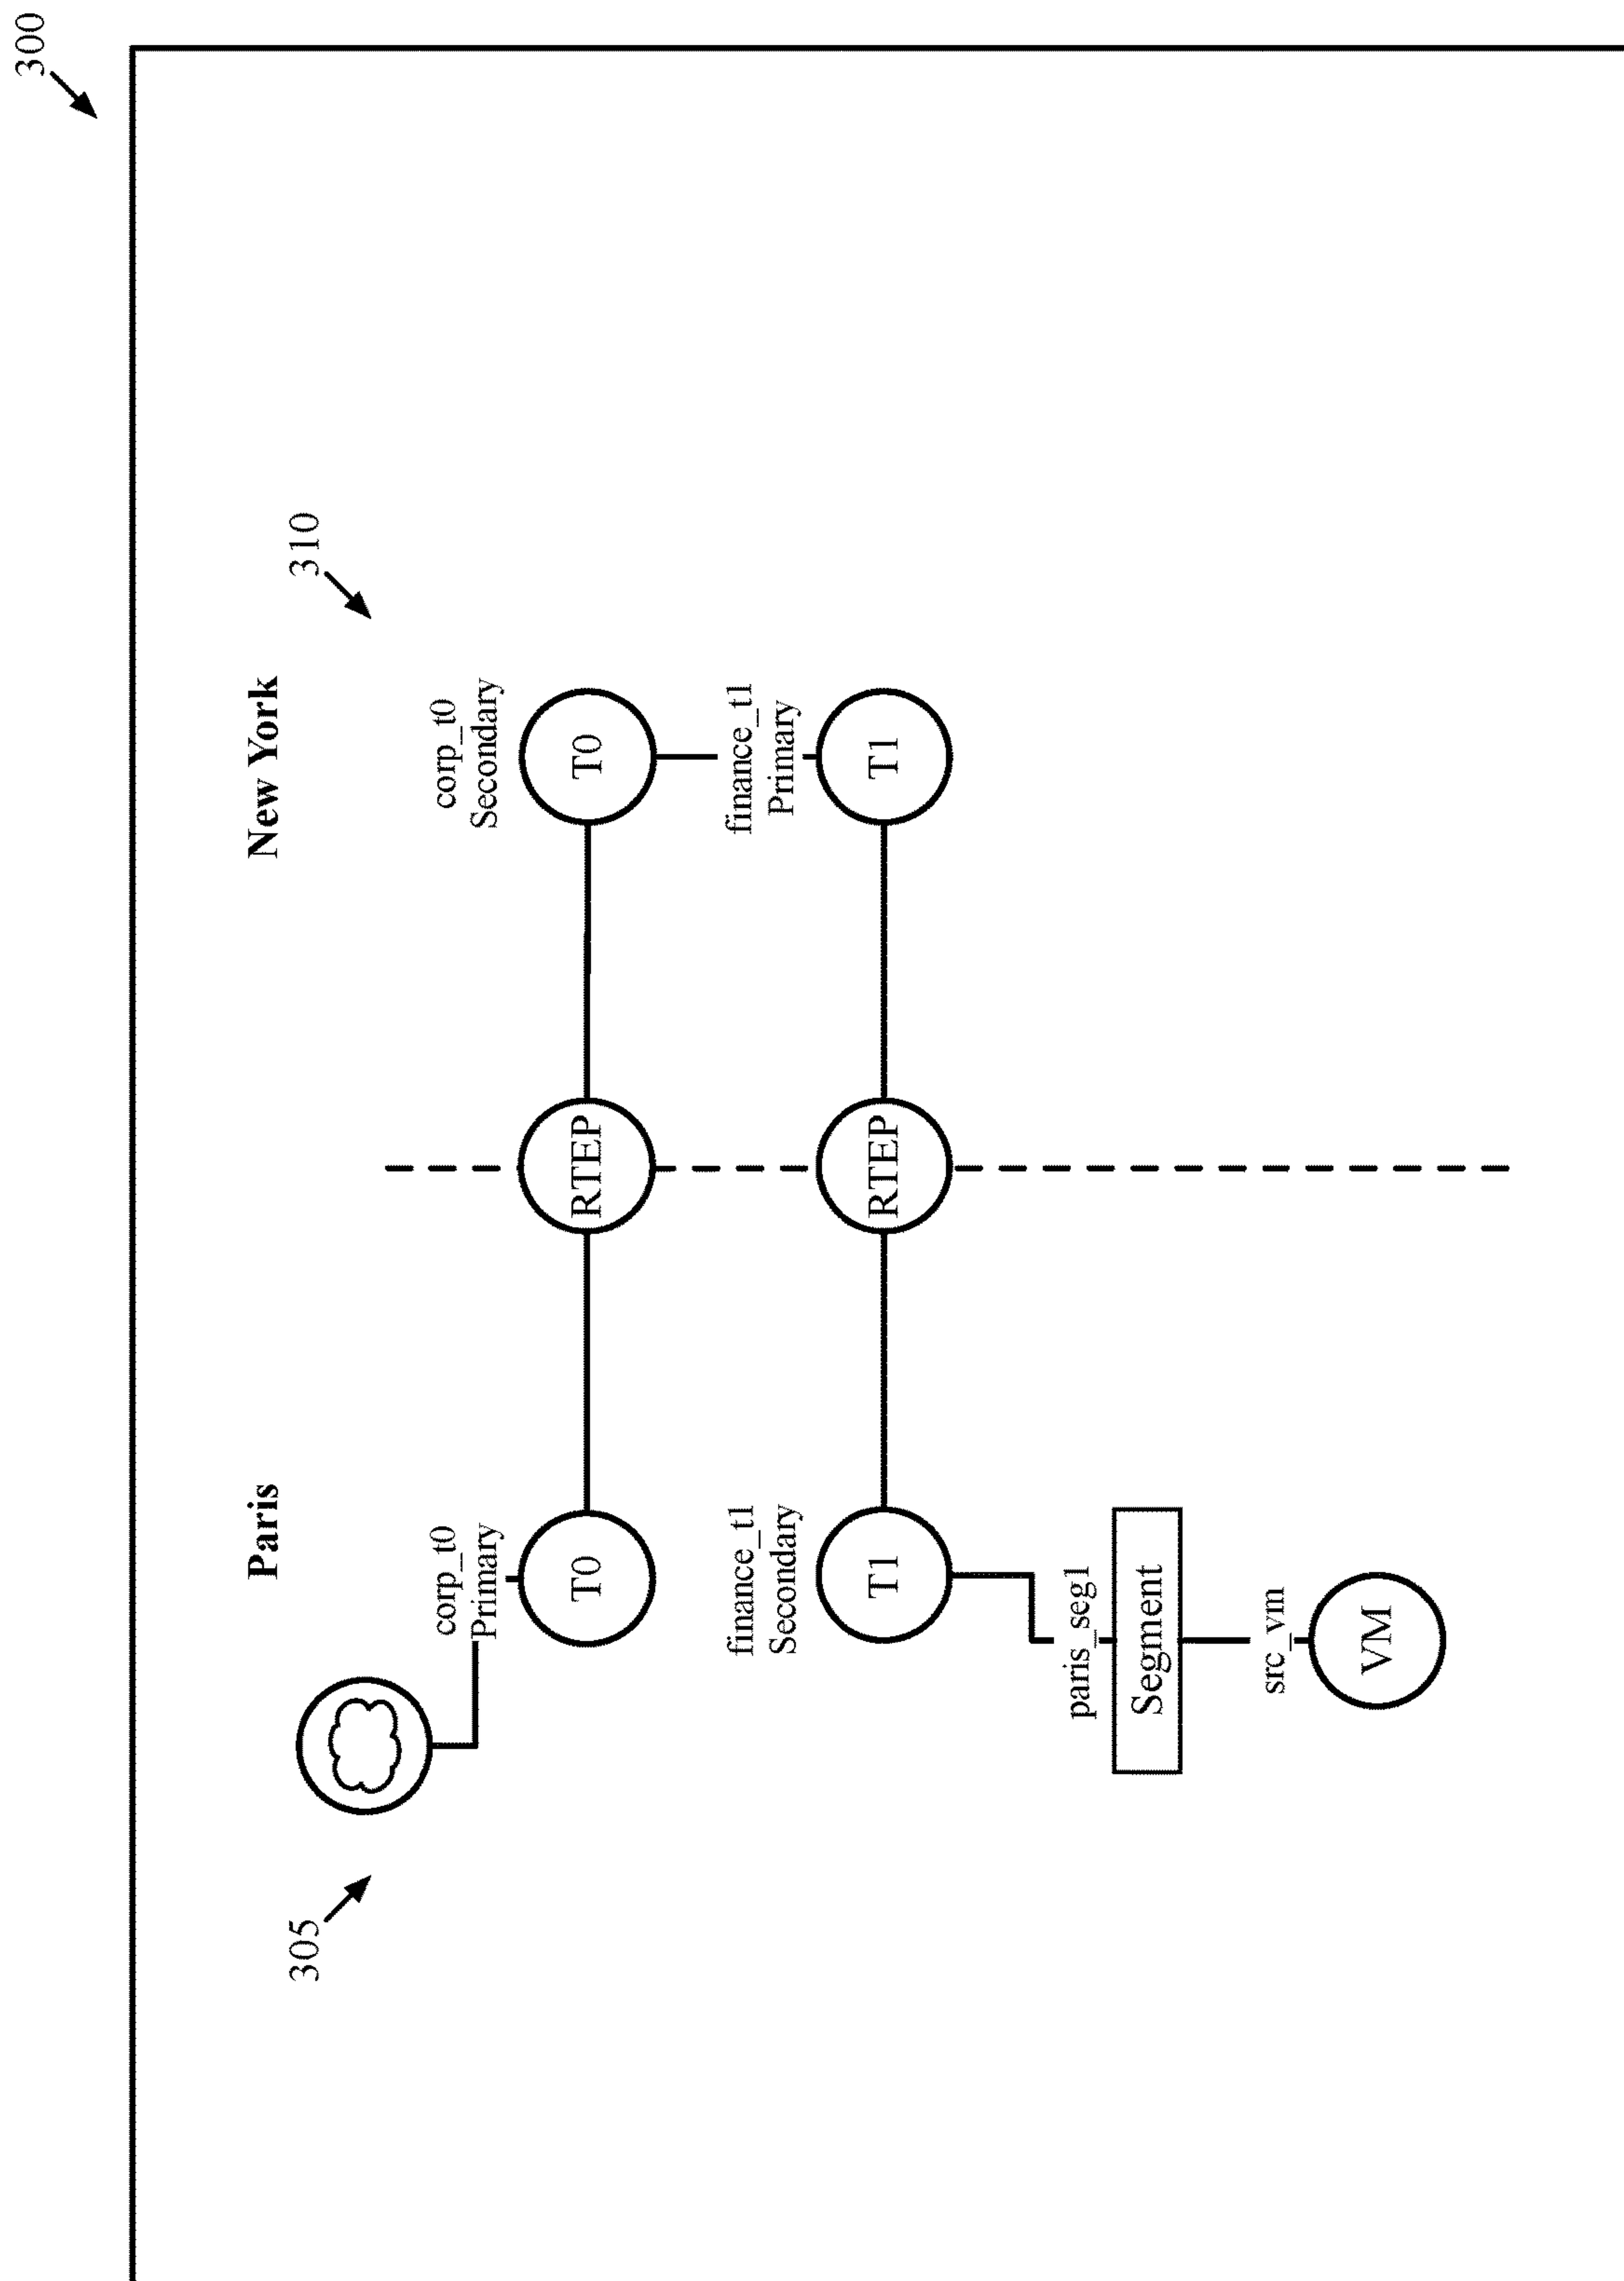 300
Paris
New York
305
310
corp_t0
Primary
corp_t0
Secondary
T0
RTEP
T0
finance_t1
Secondary
finance_t1
Primary
T1
RTEP
T1
paris_seg1
Segment
src_vm
VM